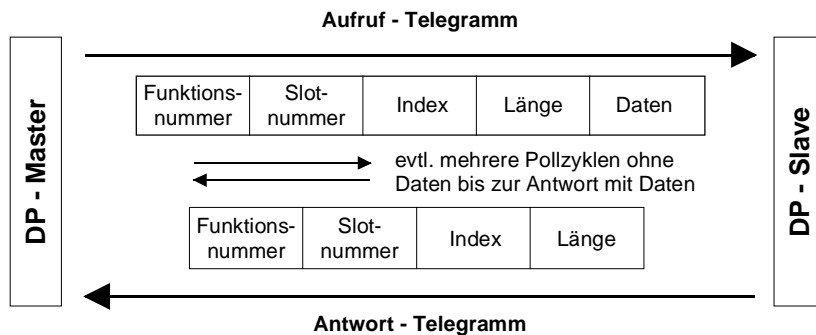 Aufruf - Telegramm
DP - Master
Funktions-
nummer
Slot-
nummer
Index
Länge
Daten
evtl. mehrere Pollzyklen ohne
Daten bis zur Antwort mit Daten
Funktions-
nummer
Slot-
nummer
Index
Länge
DP - Slave
Antwort - Telegramm